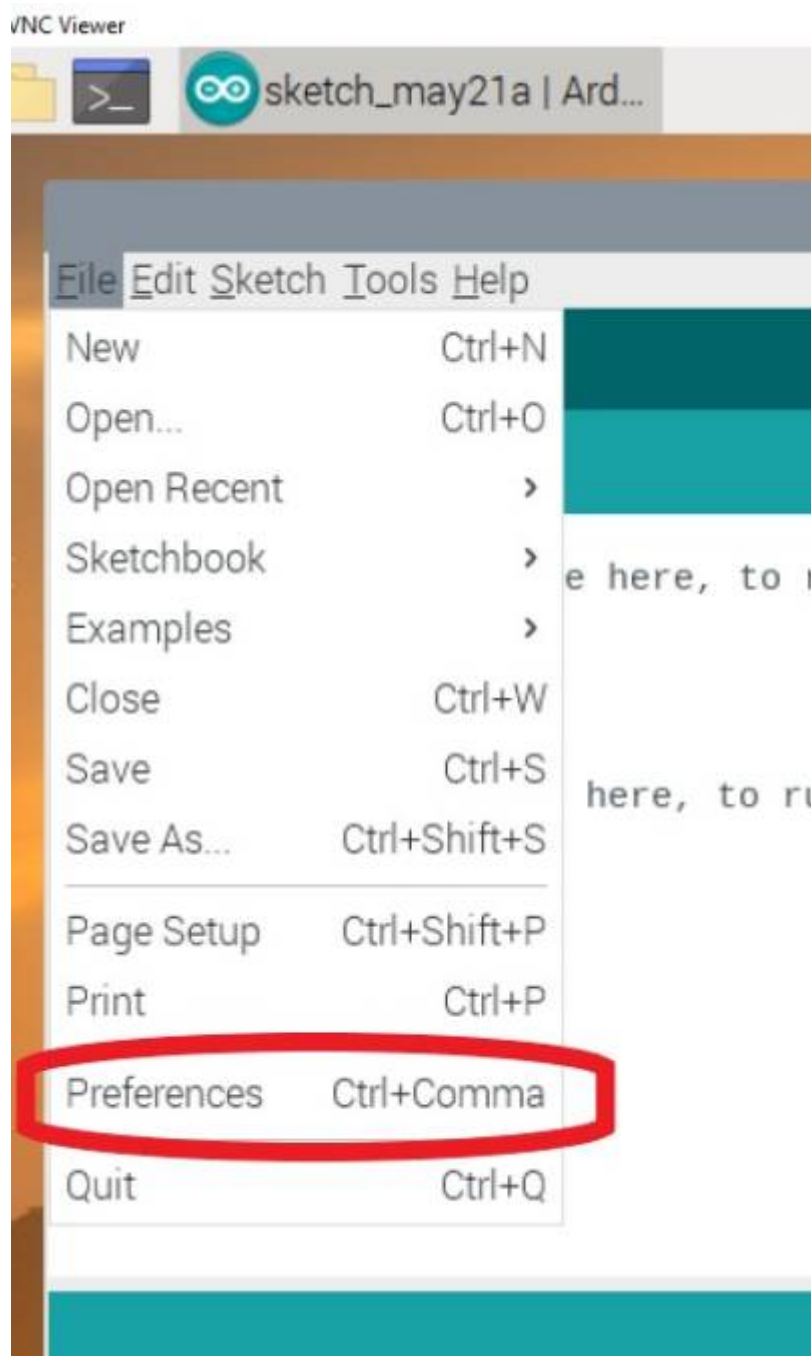 VNC Viewer
sketch_may21a | Ard...
File Edit Sketch Tools Help
New Ctrl+N
Open... Ctrl+O
Open Recent
Sketchbook
e here, to r
Examples
Close Ctrl+W
Save Ctrl+S
here, to ru
Save As... Ctrl+Shift+S
Page Setup Ctrl+Shift+P
Print Ctrl+P
Preferences Ctrl+Comma
Quit Ctrl+Q